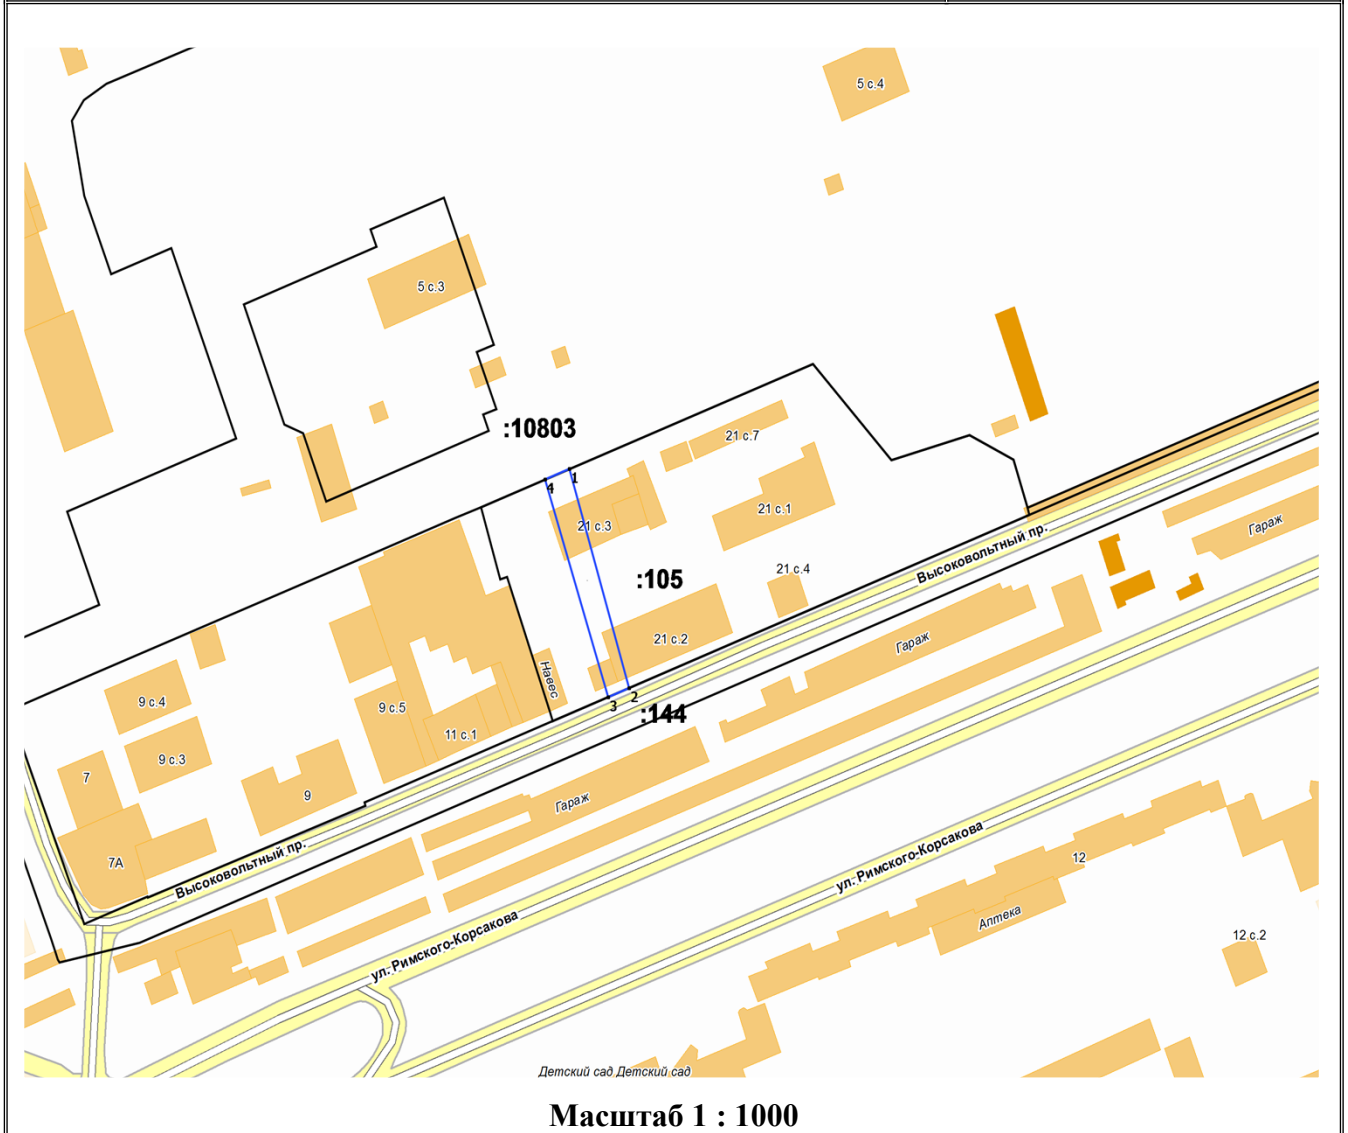 5 с.4
5 с.3
:10803
21 с.7
1
4
21 с.3
21 с.1
Высоковольтный пр.
Гараж
:105
21 с.4
21 с.2
Гараж
Навес
9 с.4
9 с.5
3
2
:144
11 с.1
9 с.3
7
9
Гараж
7А
Высоковольтный пр.
ул. Римского-Корсакова
12
Аптека
ул. Римского-Корсакова
12 с.2
Детский сад Детский сад
Масштаб 1 : 1000